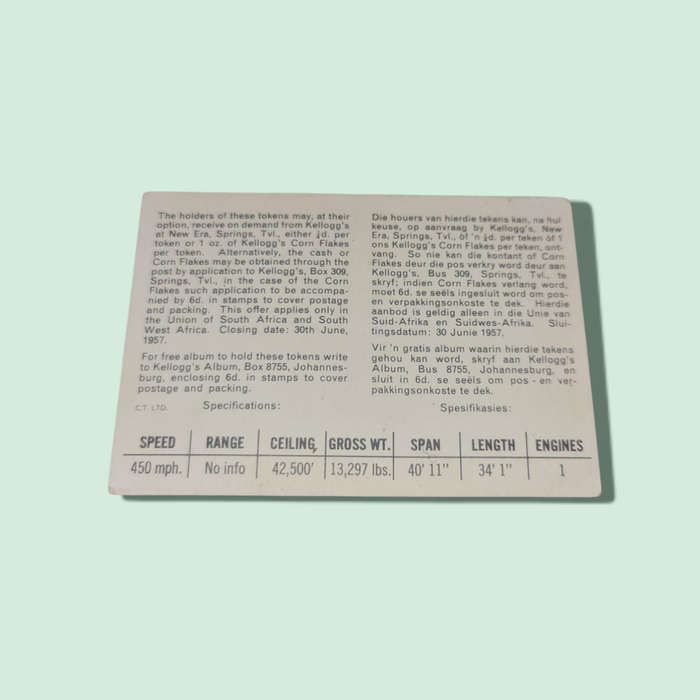 The holders of these tokens may, at their
option, receive on demand from Kellogg's
at New Era, Springs, Tvl., either ¼d. per
token or 1 oz. of Kellogg's Corn Flakes
per token. Alternatively, the cash or
Corn Flakes may be obtained through the
post by application to Kellogg's, Box 309,
Springs, Tvl., in the case of the Corn
Flakes such application to be accompa-
nied by 6d. in stamps to cover postage
and packing. This offer applies only in
the Union of South Africa and South
West Africa. Closing date: 30th June,
1957.
For free album to hold these tokens write
to Kellogg's Album, Box 8755, Johannes-
burg, enclosing 6d. in stamps to cover
postage and packing.
C.T. LTD.
Specifications:
Die houers van hierdie tekens kan, na hul
keuse, op aanvraag by Kellogg's, New
Era, Springs, Tvl., of 'n ¼d. per teken óf 1
ons Kellogg's Corn Flakes per teken, ont-
vang. So nie kan die kontant of Corn
Flakes deur die pos verkry word deur aan
Kellogg's, Bus 309, Springs, Tvl., te
skryf; indien Corn Flakes verlang word,
moet 6d. se seëls ingesluit word om pos-
en verpakkingsonkoste te dek. Hierdie
aanbod is geldig alleen in die Unie van
Suid-Afrika en Suidwes-Afrika. Slui-
tingsdatum: 30 Junie 1957.
Vir 'n gratis album waarin hierdie tekens
gehou kan word, skryf aan Kellogg's
Album, Bus 8755, Johannesburg, en
sluit in 6d. se seëls om pos - en ver-
pakkingsonkoste te dek.
Spesifikasies:
SPEED RANGE CEILING GROSS WT. SPAN LENGTH ENGINES
450 mph. No info 42,500' 13,297 lbs. 40' 11" 34' 1" 1